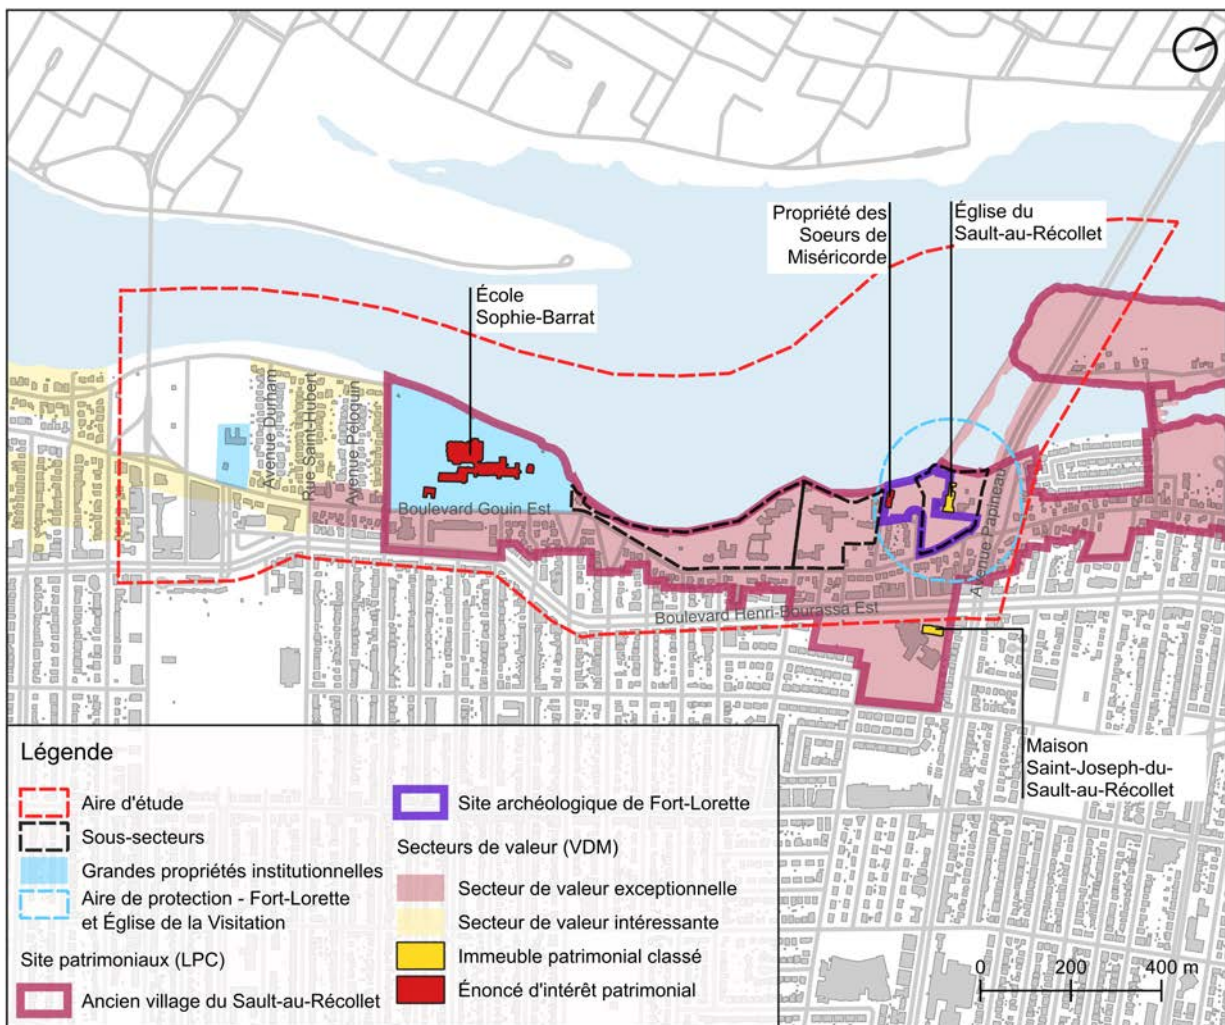 Propriété des
Soeurs de
Miséricorde
Église du
Sault-au-Récollet
École
Sophie-Barrat
Avenue Durham
Rue Saint-Hubert
Avenue Péloquin
Boulevard Gouin Est
Avenue Papineau
Boulevard Henri-Bourassa Est
Maison
Saint-Joseph-du-
Sault-au-Récollet
Légende
Aire d'étude
Sous-secteurs
Grandes propriétés institutionnelles
Aire de protection - Fort-Lorette
et Église de la Visitation
Site patrimoniaux (LPC)
Ancien village du Sault-au-Récollet
Site archéologique de Fort-Lorette
Secteurs de valeur (VDM)
Secteur de valeur exceptionnelle
Secteur de valeur intéressante
Immeuble patrimonial classé
Énoncé d'intérêt patrimonial
0 200 400 m